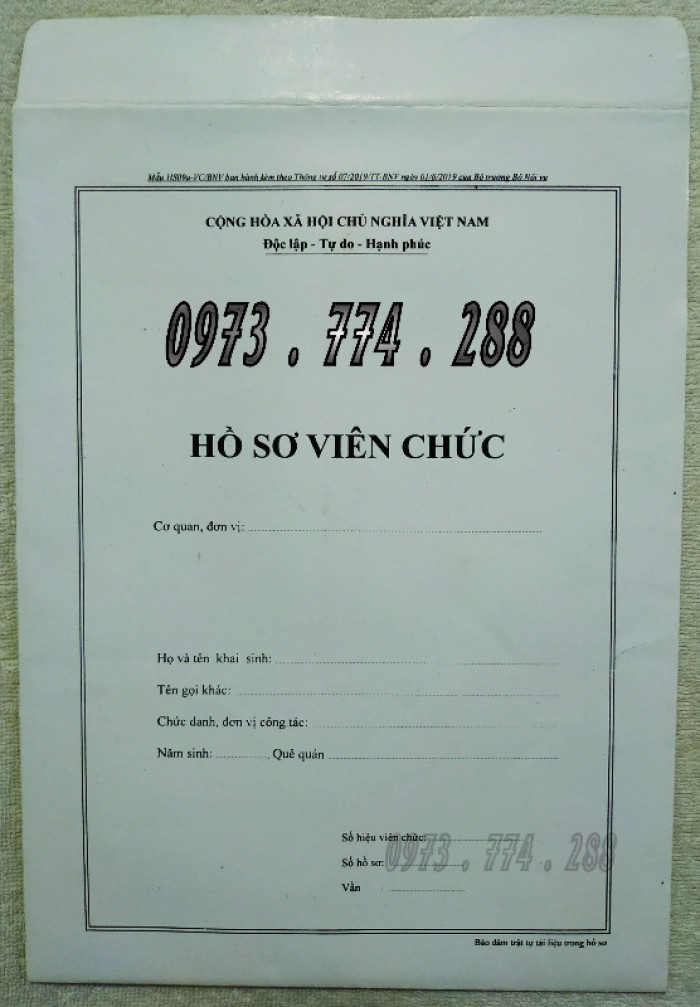 Mẫu HS09a-VC/BNV ban hành kèm theo Thông tư số 07/2019/TT-BNV ngày 01/6/2019 của Bộ trưởng Bộ Nội vụ
CỘNG HÒA XÃ HỘI CHỦ NGHĨA VIỆT NAM
Độc lập - Tự do - Hạnh phúc
0973 . 774 . 288
HỒ SƠ VIÊN CHỨC
Cơ quan, đơn vị:
Họ và tên khai sinh:
Tên gọi khác:
Chức danh, đơn vị công tác:
Năm sinh: Quê quán
Số hiệu viên chức:
0973 . 774 . 288
Số hồ sơ:
Vần
Bảo đảm trật tự tài liệu trong hồ sơ